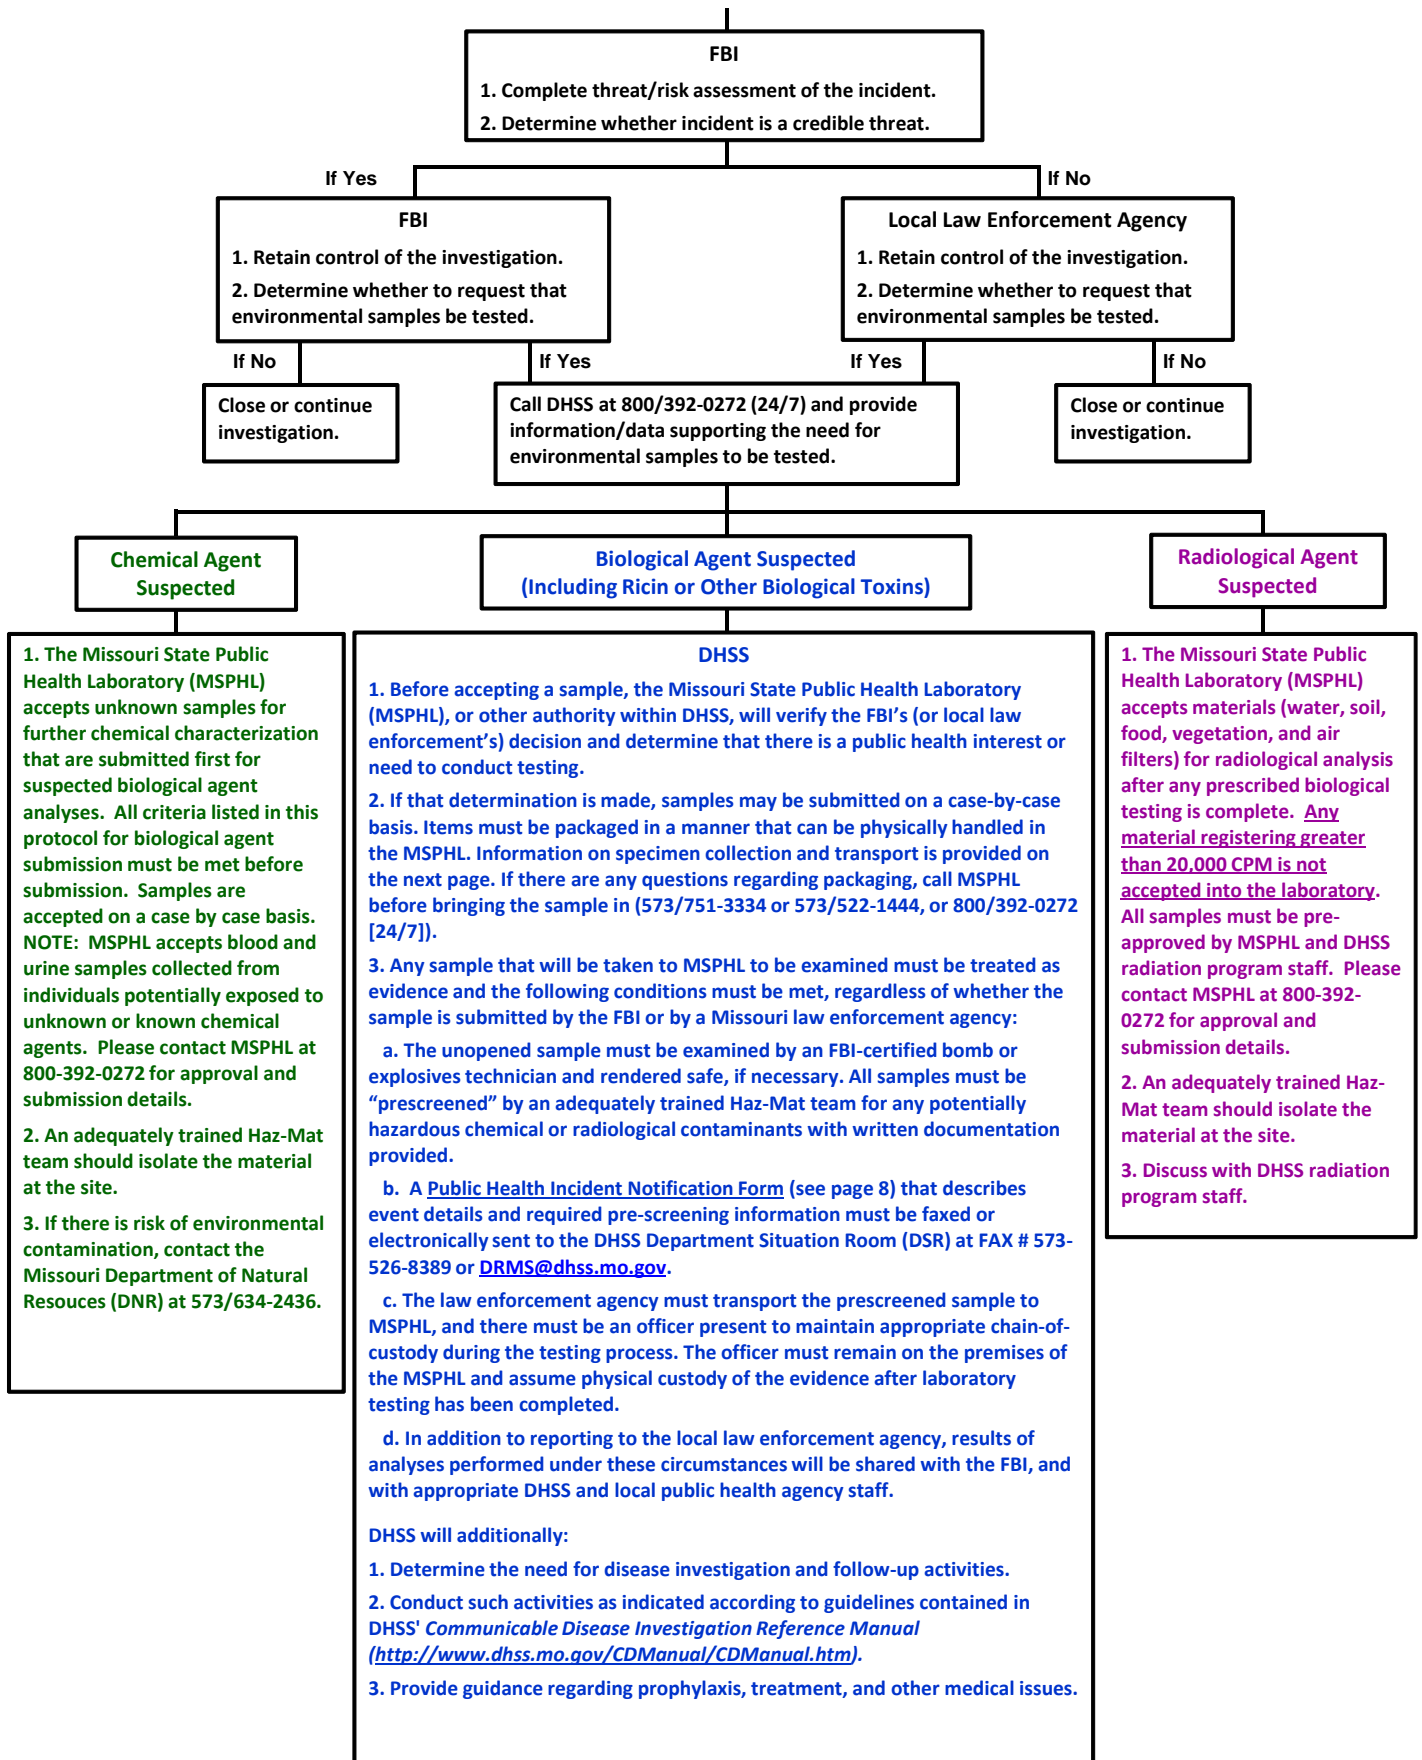 FBI
1. Complete threat/risk assessment of the incident.
2. Determine whether incident is a credible threat.
If Yes
If No
FBI
1. Retain control of the investigation.
2. Determine whether to request that
environmental samples be tested.
Local Law Enforcement Agency
1. Retain control of the investigation.
2. Determine whether to request that
environmental samples be tested.
If No
If Yes
If Yes
If No
Close or continue
investigation.
Call DHSS at 800/392-0272 (24/7) and provide
information/data supporting the need for
environmental samples to be tested.
Close or continue
investigation.
Chemical Agent
Suspected
Biological Agent Suspected
(Including Ricin or Other Biological Toxins)
Radiological Agent
Suspected
1. The Missouri State Public
Health Laboratory (MSPHL)
accepts unknown samples for
further chemical characterization
that are submitted first for
suspected biological agent
analyses.  All criteria listed in this
protocol for biological agent
submission must be met before
submission.  Samples are
accepted on a case by case basis.
NOTE:  MSPHL accepts blood and
urine samples collected from
individuals potentially exposed to
unknown or known chemical
agents.  Please contact MSPHL at
800-392-0272 for approval and
submission details.
2. An adequately trained Haz-Mat
team should isolate the material
at the site.
3. If there is risk of environmental
contamination, contact the
Missouri Department of Natural
Resouces (DNR) at 573/634-2436.
DHSS
1. Before accepting a sample, the Missouri State Public Health Laboratory
(MSPHL), or other authority within DHSS, will verify the FBI's (or local law
enforcement's) decision and determine that there is a public health interest or
need to conduct testing.
2. If that determination is made, samples may be submitted on a case-by-case
basis. Items must be packaged in a manner that can be physically handled in
the MSPHL. Information on specimen collection and transport is provided on
the next page. If there are any questions regarding packaging, call MSPHL
before bringing the sample in (573/751-3334 or 573/522-1444, or 800/392-0272
[24/7]).
3. Any sample that will be taken to MSPHL to be examined must be treated as
evidence and the following conditions must be met, regardless of whether the
sample is submitted by the FBI or by a Missouri law enforcement agency:
a. The unopened sample must be examined by an FBI-certified bomb or
explosives technician and rendered safe, if necessary. All samples must be
“prescreened” by an adequately trained Haz-Mat team for any potentially
hazardous chemical or radiological contaminants with written documentation
provided.
b.  A Public Health Incident Notification Form (see page 8) that describes
event details and required pre-screening information must be faxed or
electronically sent to the DHSS Department Situation Room (DSR) at FAX # 573-
526-8389 or DRMS@dhss.mo.gov.
c. The law enforcement agency must transport the prescreened sample to
MSPHL, and there must be an officer present to maintain appropriate chain-of-
custody during the testing process. The officer must remain on the premises of
the MSPHL and assume physical custody of the evidence after laboratory
testing has been completed.
d. In addition to reporting to the local law enforcement agency, results of
analyses performed under these circumstances will be shared with the FBI, and
with appropriate DHSS and local public health agency staff.
DHSS will additionally:
1. Determine the need for disease investigation and follow-up activities.
2. Conduct such activities as indicated according to guidelines contained in
DHSS' Communicable Disease Investigation Reference Manual
(http://www.dhss.mo.gov/CDManual/CDManual.htm).
3. Provide guidance regarding prophylaxis, treatment, and other medical issues.
1. The Missouri State Public
Health Laboratory (MSPHL)
accepts materials (water, soil,
food, vegetation, and air
filters) for radiological analysis
after any prescribed biological
testing is complete.  Any
material registering greater
than 20,000 CPM is not
accepted into the laboratory.
All samples must be pre-
approved by MSPHL and DHSS
radiation program staff.  Please
contact MSPHL at 800-392-
0272 for approval and
submission details.
2. An adequately trained Haz-
Mat team should isolate the
material at the site.
3. Discuss with DHSS radiation
program staff.